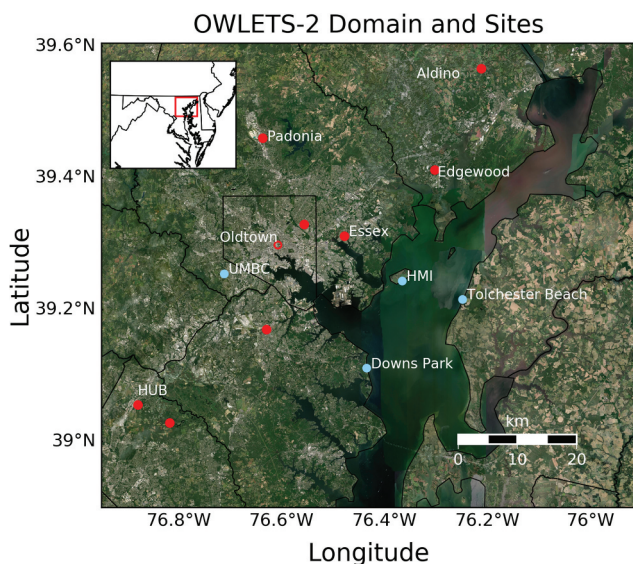 OWLETS-2 Domain and Sites
39.6°N
Aldino
Padonia
39.4°N
Edgewood
Oldtown
Essex
UMBC
HMI
Tolchester Beach
39.2°N
Downs Park
HUB
39°N
km
0 10 20
76.8°W 76.6°W 76.4°W 76.2°W 76°W
Latitude
Longitude